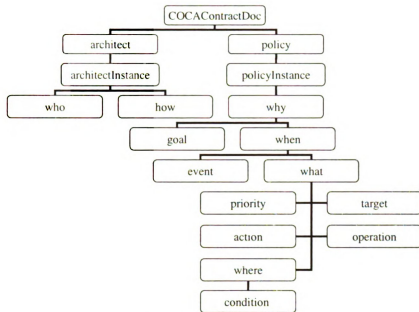 COCAContractDoc
architect policy
architectInstance policyInstance
who how why
goal when
event what
priority target
action operation
where
condition